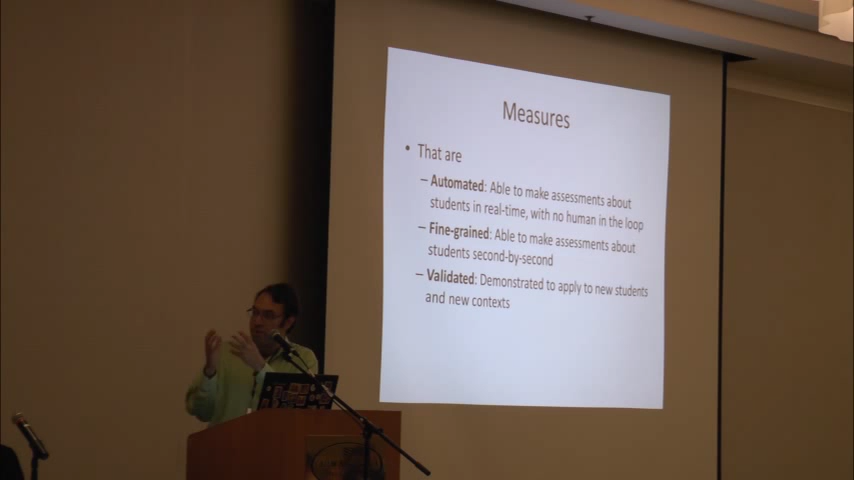 Measures
• That are
– Automated: Able to make assessments about
students in real-time, with no human in the loop
– Fine-grained: Able to make assessments about
students second-by-second
– Validated: Demonstrated to apply to new students
and new contexts